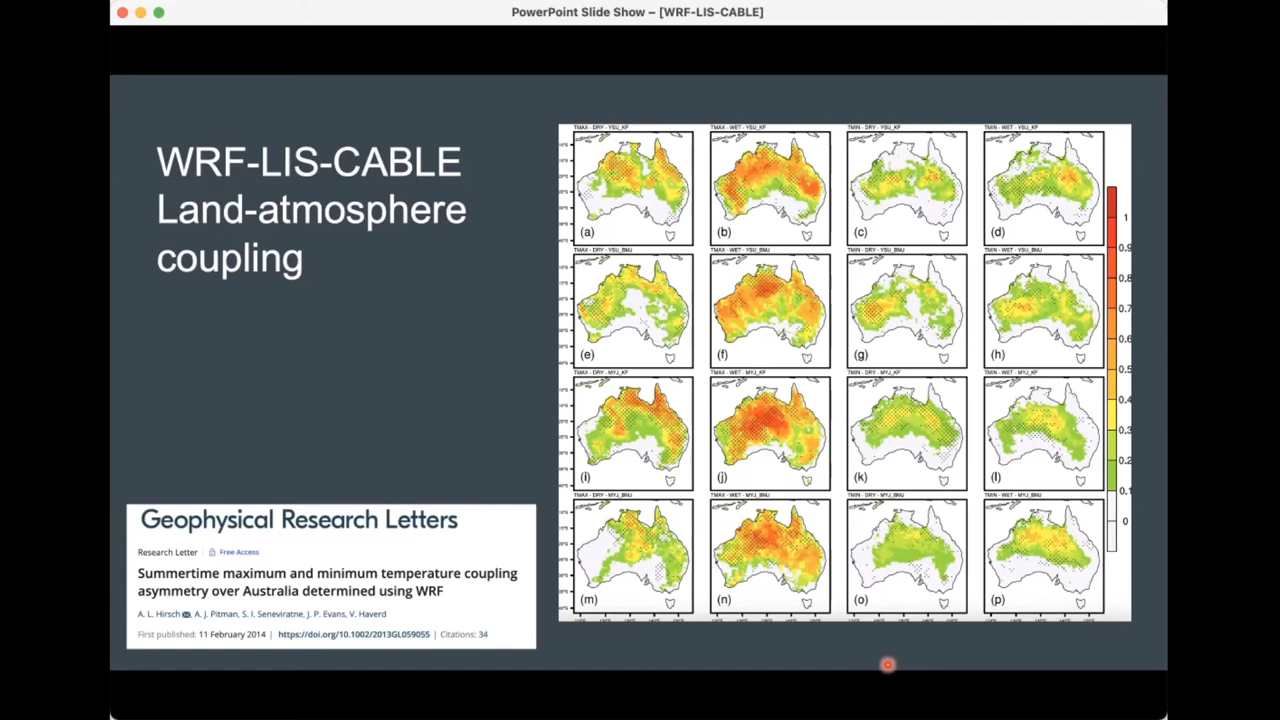 PowerPoint Slide Show – [WRF-LIS-CABLE]
WRF-LIS-CABLE
Land-atmosphere
coupling
TMAX - DRY - YSU_KF
TMAX - WET - YSU_KF
TMIN - DRY - YSU_KF
TMIN - WET - YSU_KF
(a)
(b)
(c)
(d)
TMAX - DRY - YSU_BMJ
TMAX - WET - YSU_BMJ
TMIN - DRY - YSU_BMJ
TMIN - WET - YSU_BMJ
(e)
(f)
(g)
(h)
TMAX - DRY - MYJ_KF
TMAX - WET - MYJ_KF
TMIN - DRY - MYJ_KF
TMIN - WET - MYJ_KF
(i)
(j)
(k)
(l)
TMAX - DRY - MYJ_BMJ
TMAX - WET - MYJ_BMJ
TMIN - DRY - MYJ_BMJ
TMIN - WET - MYJ_BMJ
(m)
(n)
(o)
(p)
1
0.9
0.8
0.7
0.6
0.5
0.4
0.3
0.2
0.1
0
Geophysical Research Letters
Research Letter | Free Access
Summertime maximum and minimum temperature coupling
asymmetry over Australia determined using WRF
A. L. Hirsch, A. J. Pitman, S. I. Seneviratne, J. P. Evans, V. Haverd
First published: 11 February 2014 | https://doi.org/10.1002/2013GL059055 | Citations: 34